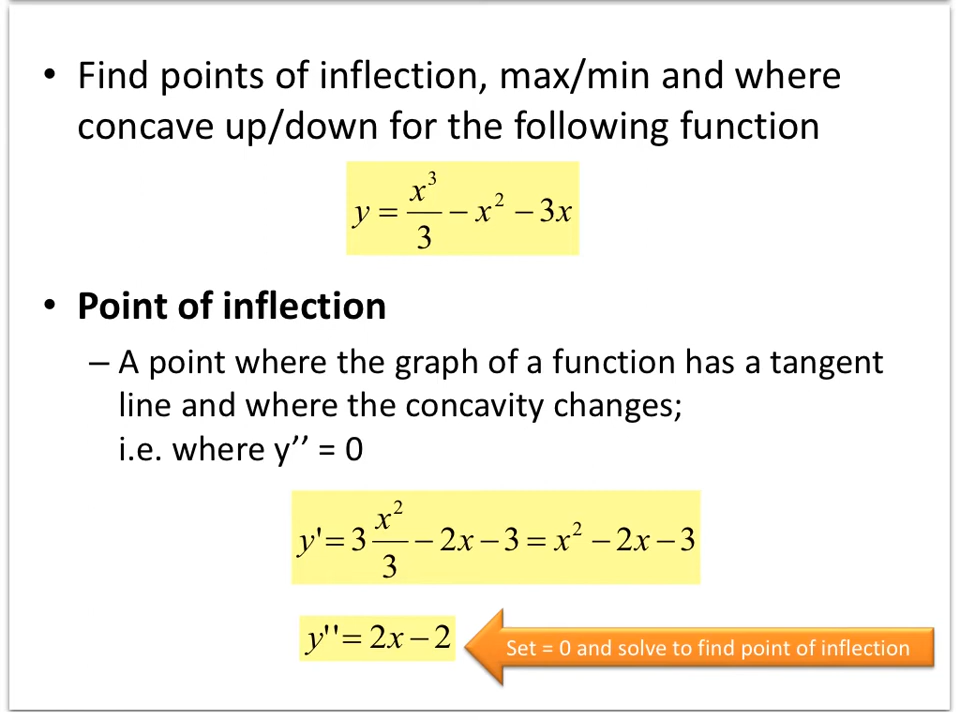 • Find points of inflection, max/min and where
concave up/down for the following function
y = x³/3 − x² − 3x
• Point of inflection
– A point where the graph of a function has a tangent
line and where the concavity changes;
i.e. where y’’ = 0
y' = 3 x²/3 − 2x − 3 = x² − 2x − 3
y'' = 2x − 2
Set = 0 and solve to find point of inflection